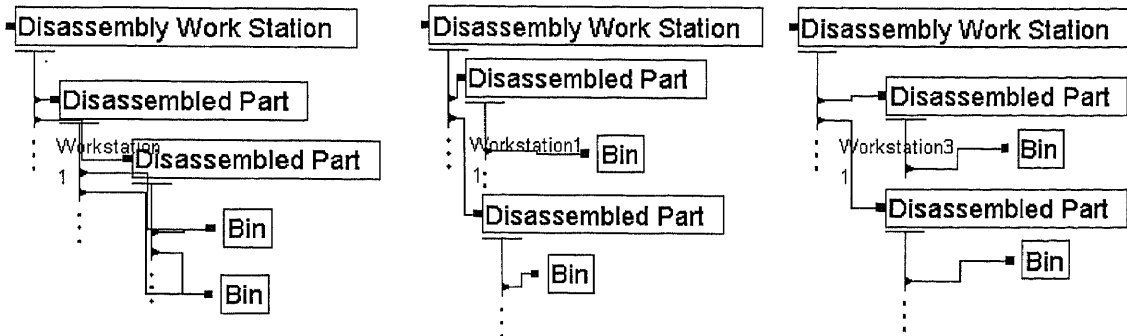 Disassembly Work Station
Disassembled Part
Workstation
1
Disassembled Part
Bin
Bin
Disassembly Work Station
Disassembled Part
Workstation1
1
Bin
Disassembled Part
Bin
Disassembly Work Station
Disassembled Part
Workstation3
1
Bin
Disassembled Part
Bin